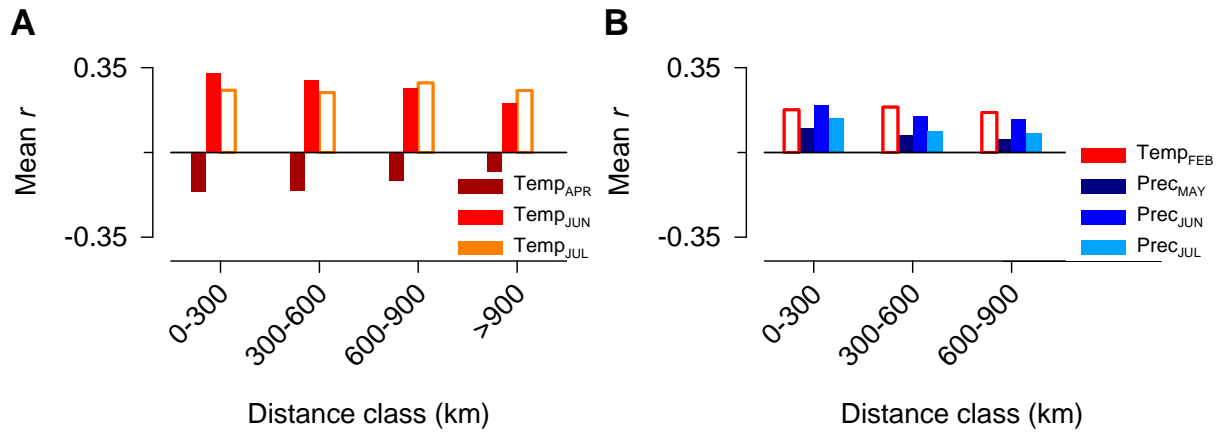 A
Mean r
0.35
-0.35
Temp_APR
Temp_JUN
Temp_JUL
0-300
300-600
600-900
>900
Distance class (km)
B
Mean r
0.35
-0.35
Temp_FEB
Prec_MAY
Prec_JUN
Prec_JUL
0-300
300-600
600-900
Distance class (km)